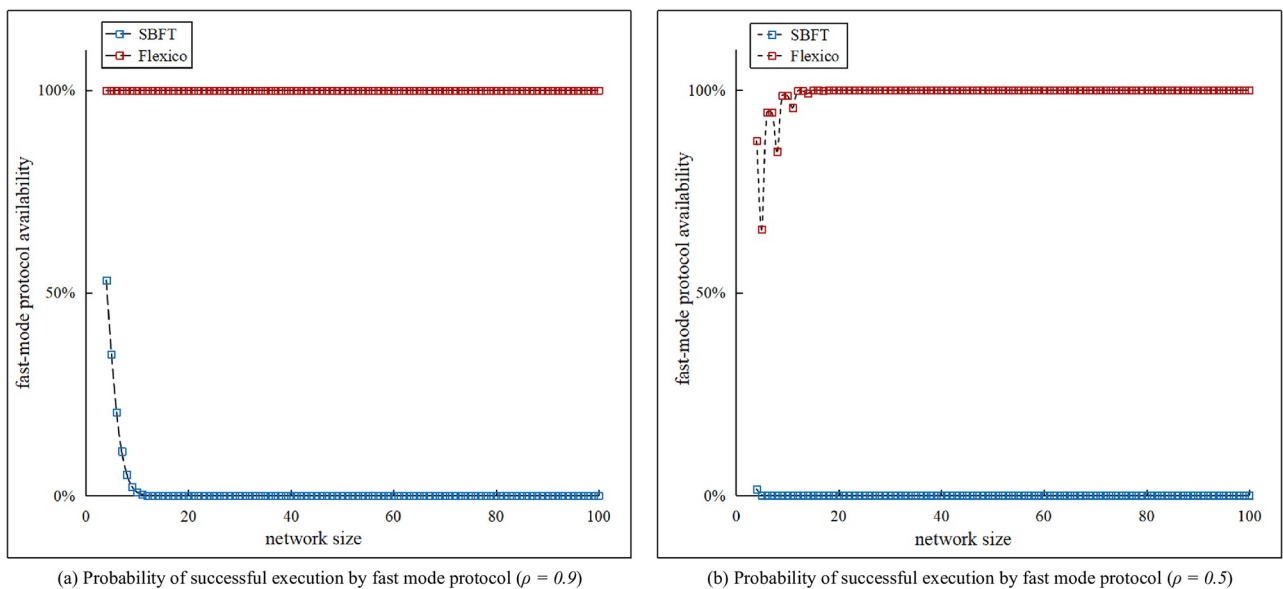 SBFT
Flexico
100%
50%
0%
fast-mode protocol availability
0 20 40 60 80 100
network size
(a) Probability of successful execution by fast mode protocol (ρ = 0.9)
SBFT
Flexico
100%
50%
0%
fast-mode protocol availability
0 20 40 60 80 100
network size
(b) Probability of successful execution by fast mode protocol (ρ = 0.5)